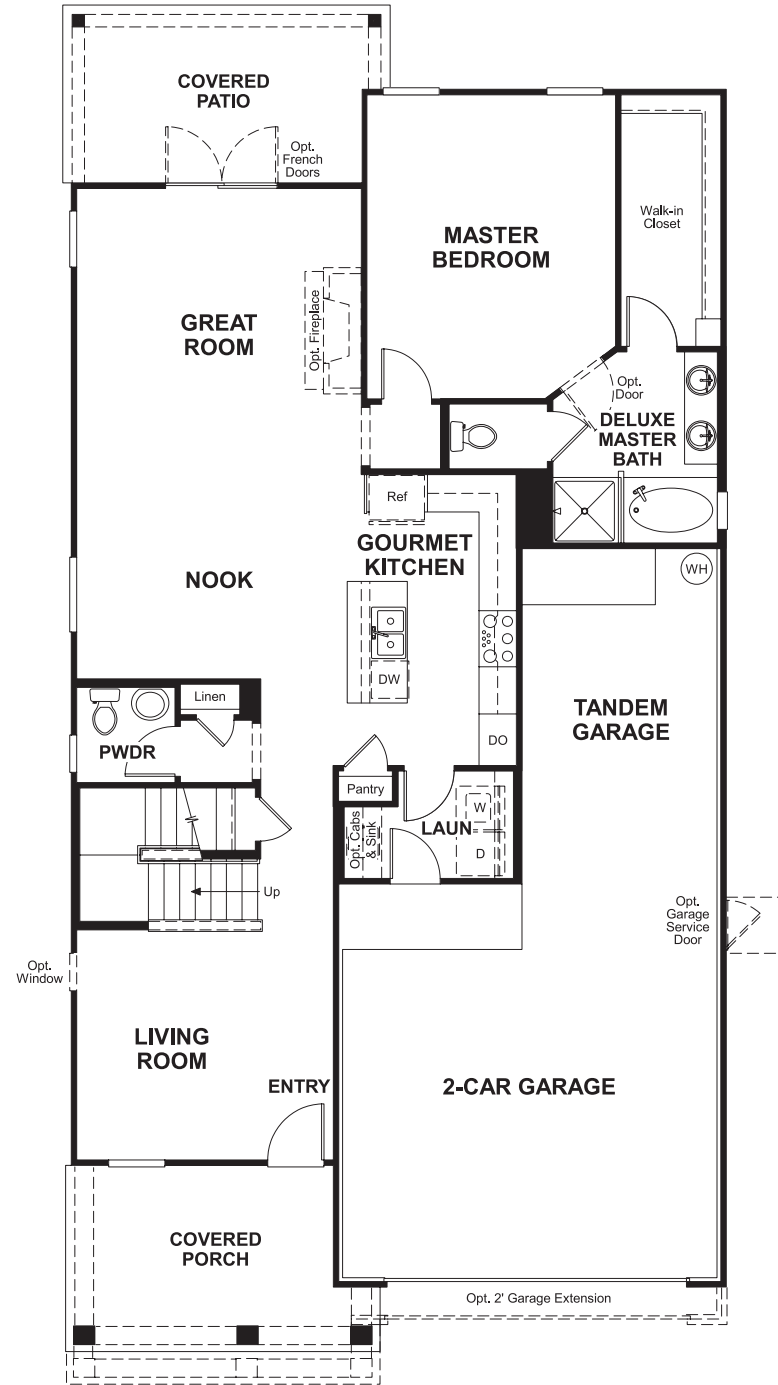 COVERED
PATIO
Opt.
French
Doors
Walk-in
Closet
MASTER
BEDROOM
GREAT
ROOM
Opt. Fireplace
Opt.
Door
DELUXE
MASTER
BATH
Ref
GOURMET
KITCHEN
NOOK
WH
DW
Linen
TANDEM
GARAGE
PWDR
DO
Pantry
Opt. Cabs
& Sink
LAUN
W
D
Up
Opt.
Garage
Service
Door
Opt.
Window
LIVING
ROOM
ENTRY
2-CAR GARAGE
COVERED
PORCH
Opt. 2' Garage Extension